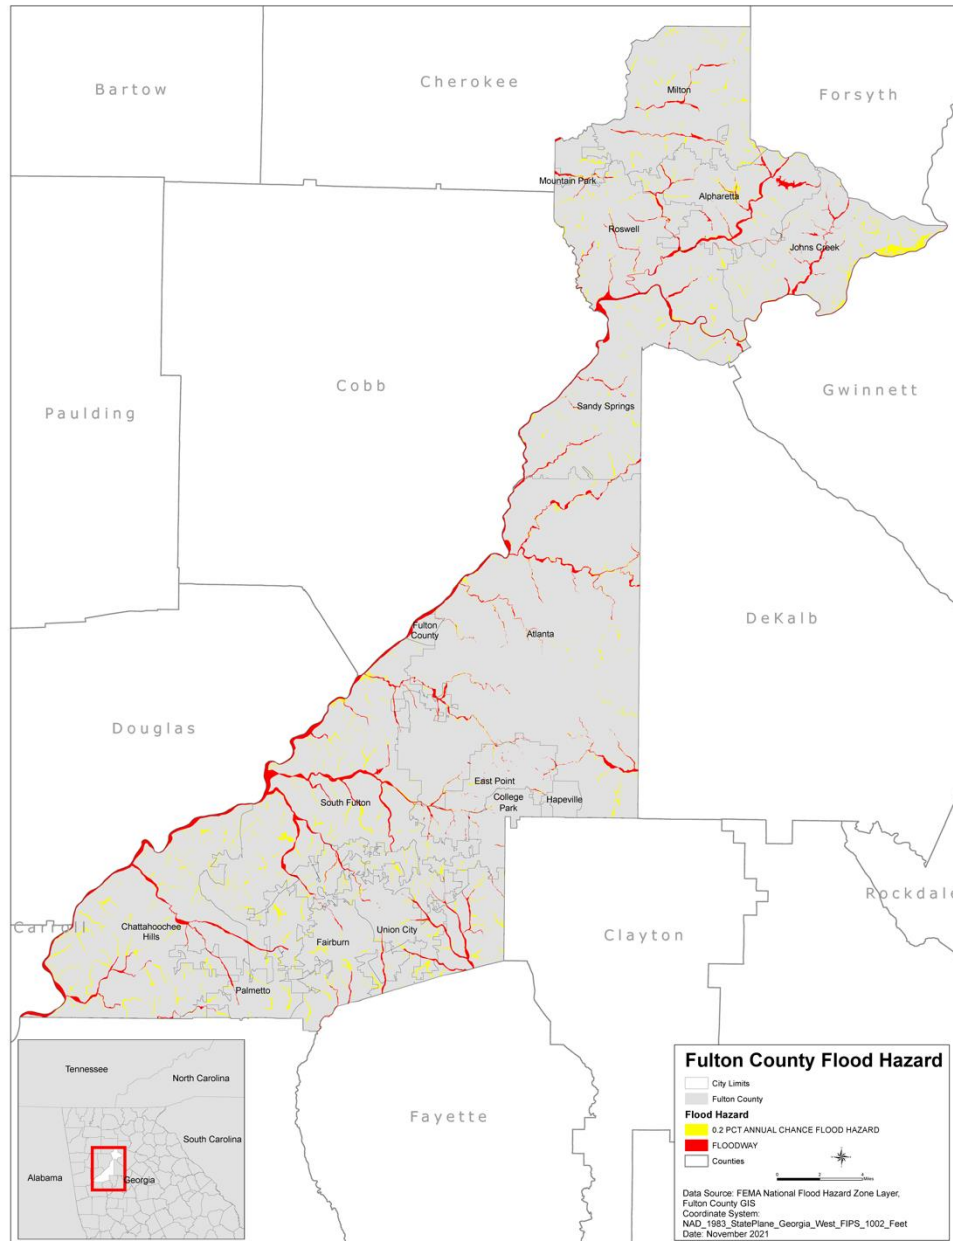 Bartow
Cherokee
Forsyth
Milton
Mountain Park
Alpharetta
Roswell
Johns Creek
Cobb
Gwinnett
Paulding
Sandy Springs
DeKalb
Fulton
County
Atlanta
Douglas
East Point
College
Park
Hapeville
South Fulton
Rockdale
Carroll
Chattahoochee
Hills
Union City
Clayton
Fairburn
Palmetto
Fayette
Tennessee
North Carolina
South Carolina
Alabama
Georgia
Fulton County Flood Hazard
City Limits
Fulton County
Flood Hazard
0.2 PCT ANNUAL CHANCE FLOOD HAZARD
FLOODWAY
Counties
0 2 4
Miles
Data Source: FEMA National Flood Hazard Zone Layer,
Fulton County GIS
Coordinate System:
NAD_1983_StatePlane_Georgia_West_FIPS_1002_Feet
Date: November 2021